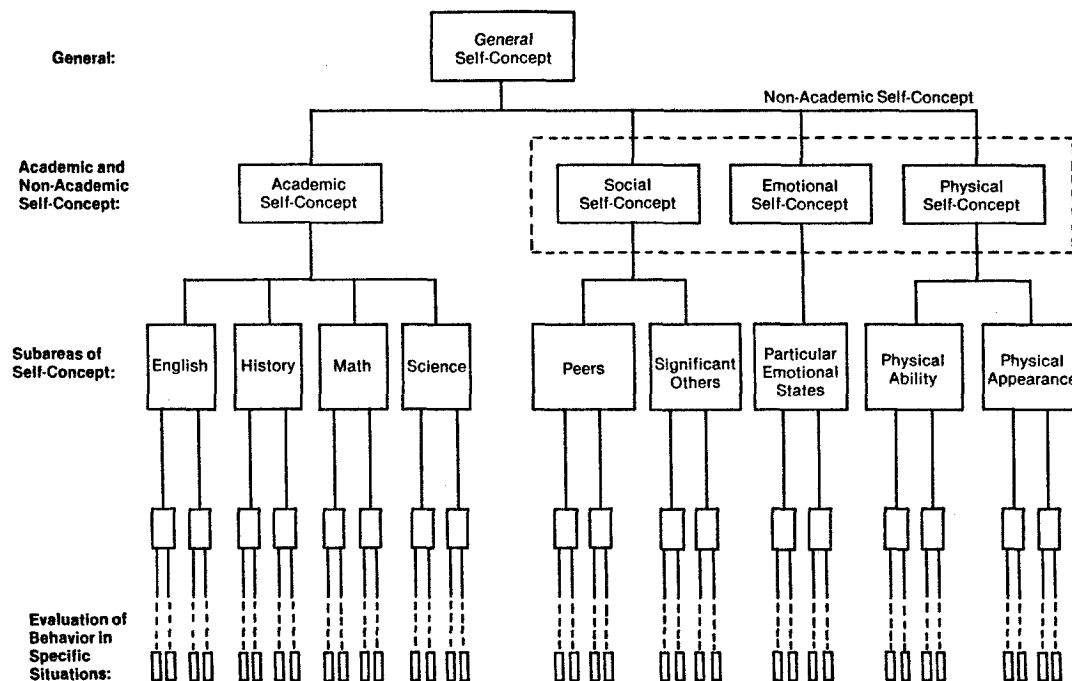 General:
General
Self-Concept
Non-Academic Self-Concept
Academic and
Non-Academic
Self-Concept:
Academic
Self-Concept
Social
Self-Concept
Emotional
Self-Concept
Physical
Self-Concept
Subareas of
Self-Concept:
English
History
Math
Science
Peers
Significant
Others
Particular
Emotional
States
Physical
Ability
Physical
Appearance
Evaluation of
Behavior in
Specific
Situations: